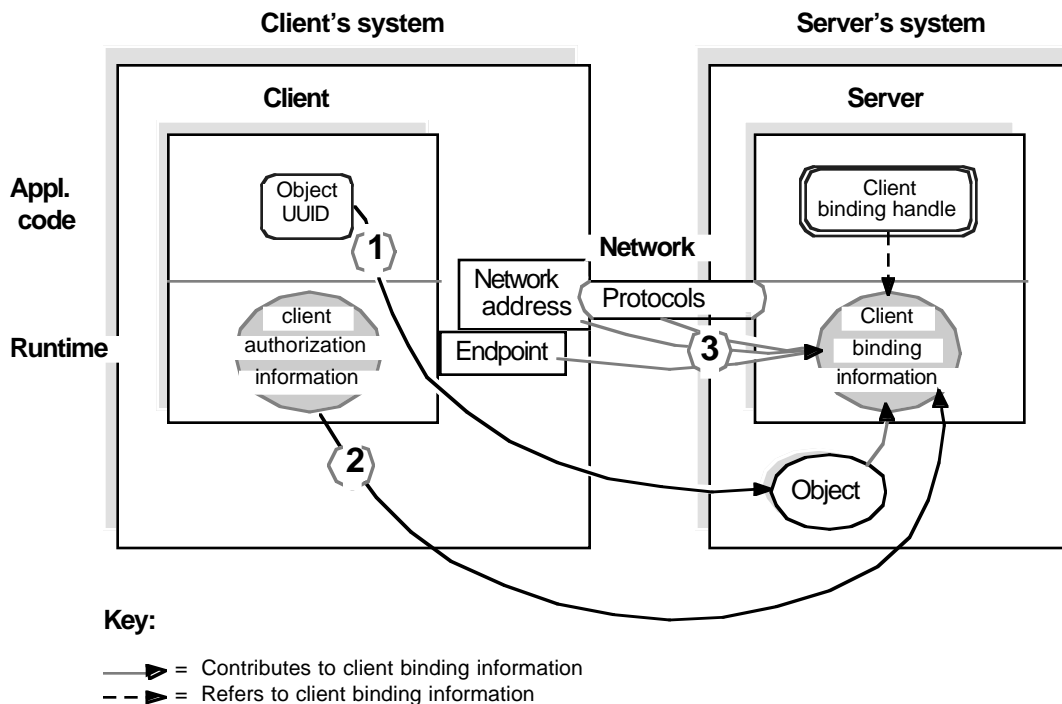 Client's system
Server's system
Client
Server
Appl.
code
Object
UUID
Client
binding handle
1
Network
Network
address
Protocols
Runtime
client
authorization
information
Endpoint
3
Client
binding
information
2
Object
Key:
= Contributes to client binding information
= Refers to client binding information